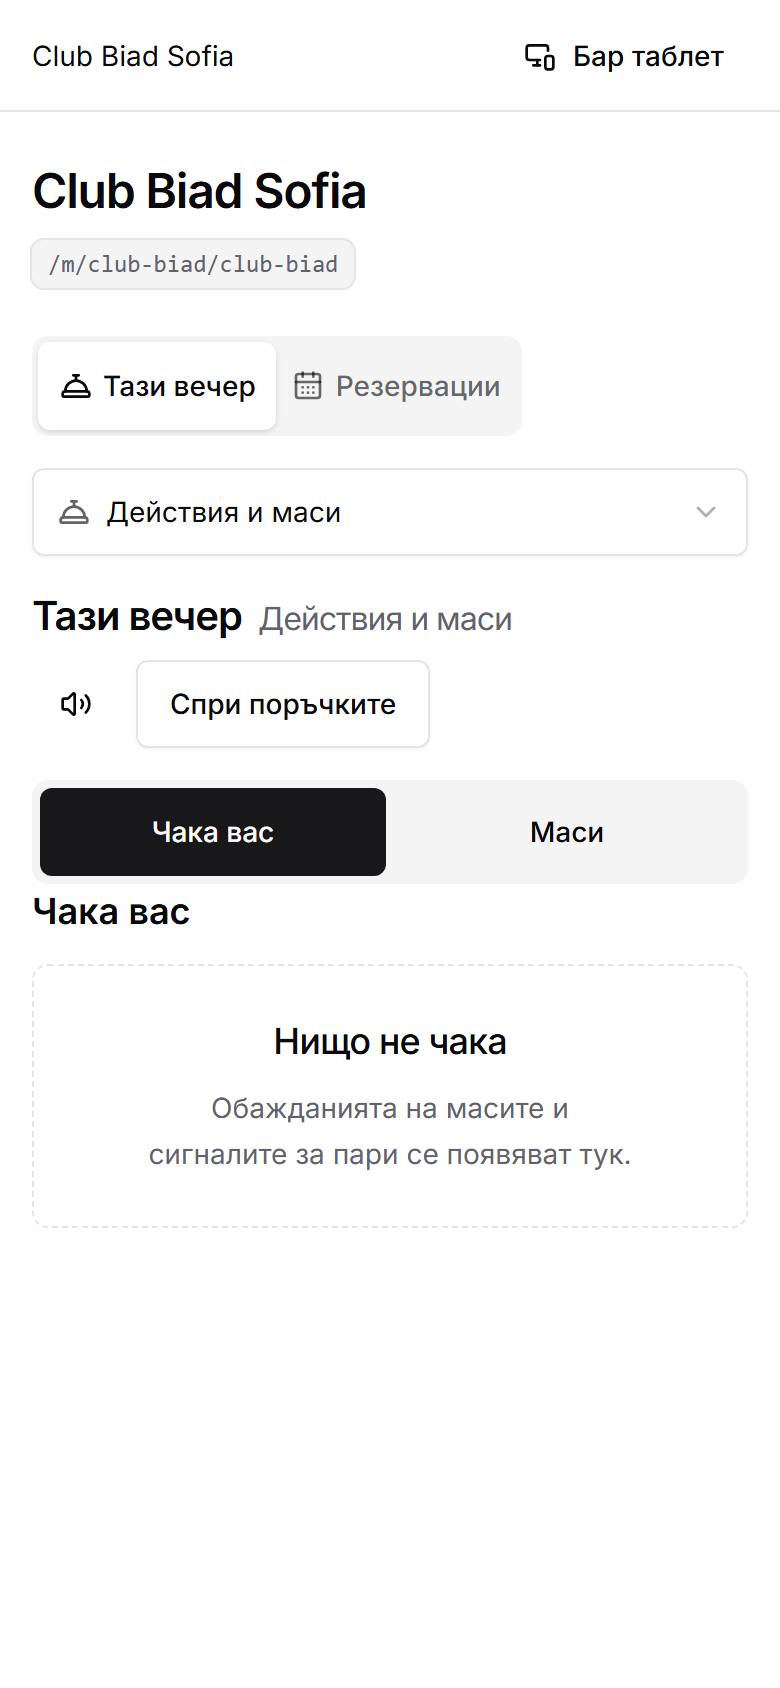 Club Biad Sofia
Бар таблет
Club Biad Sofia
/m/club-biad/club-biad
Тази вечер
Резервации
Действия и маси
Тази вечер Действия и маси
Спри поръчките
Чака вас
Маси
Чака вас
Нищо не чака
Обажданията на масите и
сигналите за пари се появяват тук.